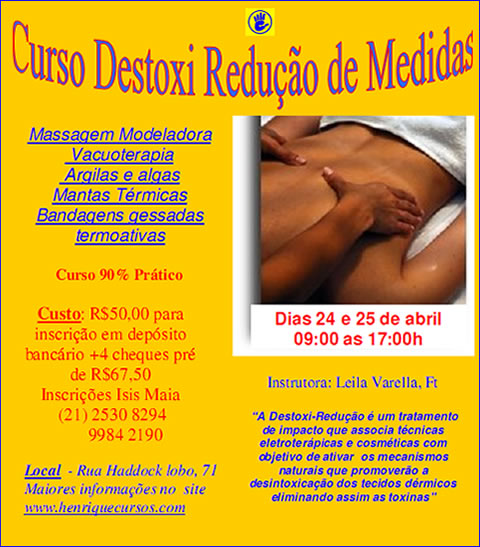 Curso Destoxi Redução de Medidas
Massagem Modeladora
Vacuoterapia
Argilas e algas
Mantas Térmicas
Bandagens gessadas
termoativas
Curso 90% Prático
Custo: R$50,00 para
inscrição em depósito
bancário +4 cheques pré
de R$67,50
Inscrições Isis Maia
(21) 2530 8294
9984 2190
Local - Rua Haddock lobo, 71
Maiores informações no site
www.henriquecursos.com
Dias 24 e 25 de abril
09:00 as 17:00h
Instrutora: Leila Varella, Ft
"A Destoxi-Redução é um tratamento
de impacto que associa técnicas
eletroterápicas e cosméticas com
objetivo de ativar os mecanismos
naturais que promoverão a
desintoxicação dos tecidos dérmicos
eliminando assim as toxinas"